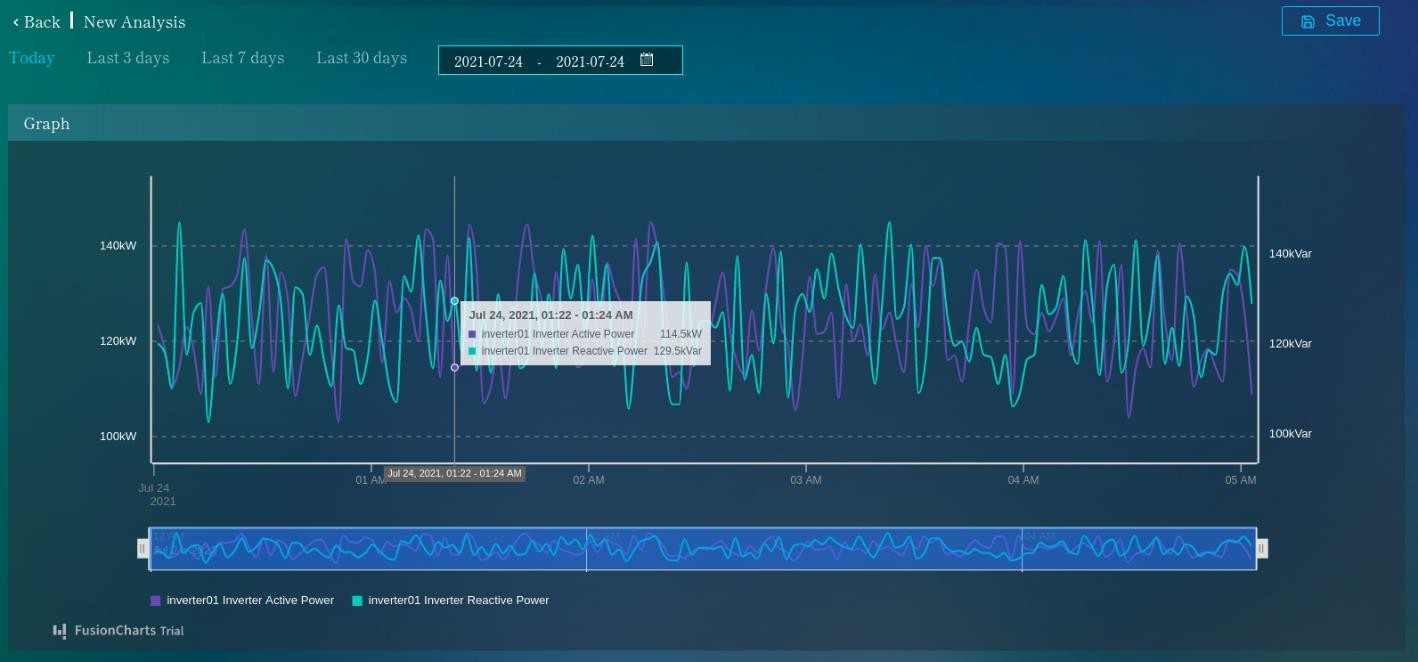 Back | New Analysis
Save
Today Last 3 days Last 7 days Last 30 days 2021-07-24 - 2021-07-24
Graph
140kW
120kW
100kW
140kVar
120kVar
100kVar
Jul 24, 2021, 01:22 - 01:24 AM
inverter01 Inverter Active Power 114.5kW
inverter01 Inverter Reactive Power 129.5kVar
Jul 24, 2021, 01:22 - 01:24 AM
Jul 24
2021
01 AM
02 AM
03 AM
04 AM
05 AM
12 AM
04 AM
inverter01 Inverter Active Power inverter01 Inverter Reactive Power
FusionCharts Trial